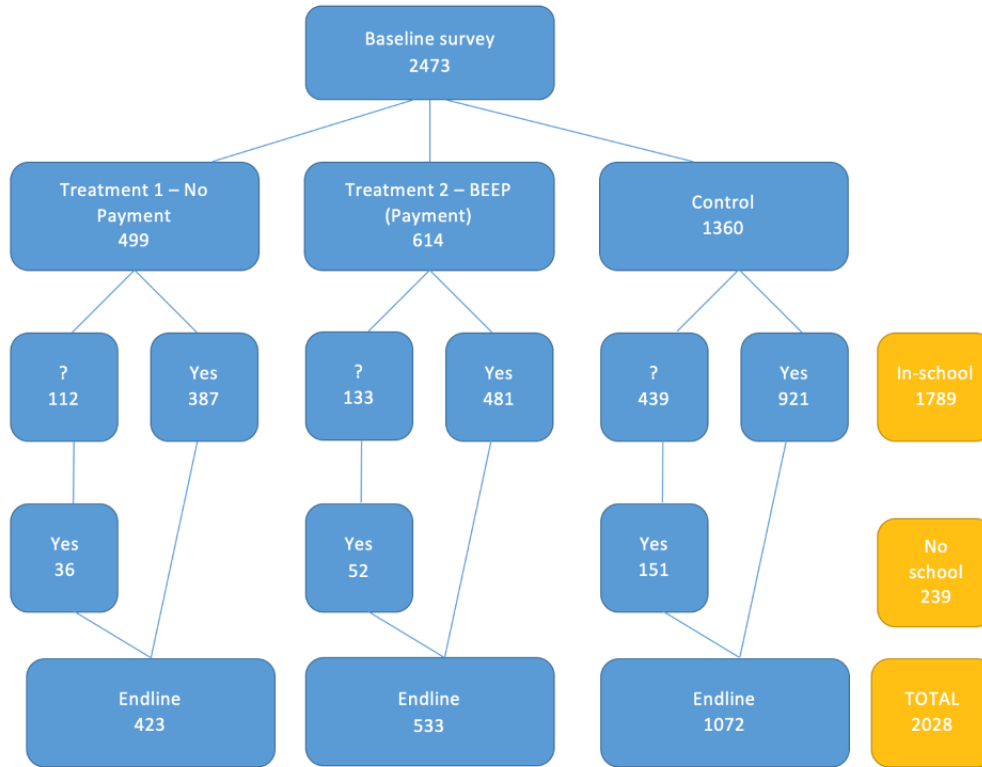 Baseline survey
2473
Treatment 1 – No
Payment
499
Treatment 2 – BEEP
(Payment)
614
Control
1360
?
112
Yes
387
?
133
Yes
481
?
439
Yes
921
In-school
1789
Yes
36
Yes
52
Yes
151
No
school
239
Endline
423
Endline
533
Endline
1072
TOTAL
2028